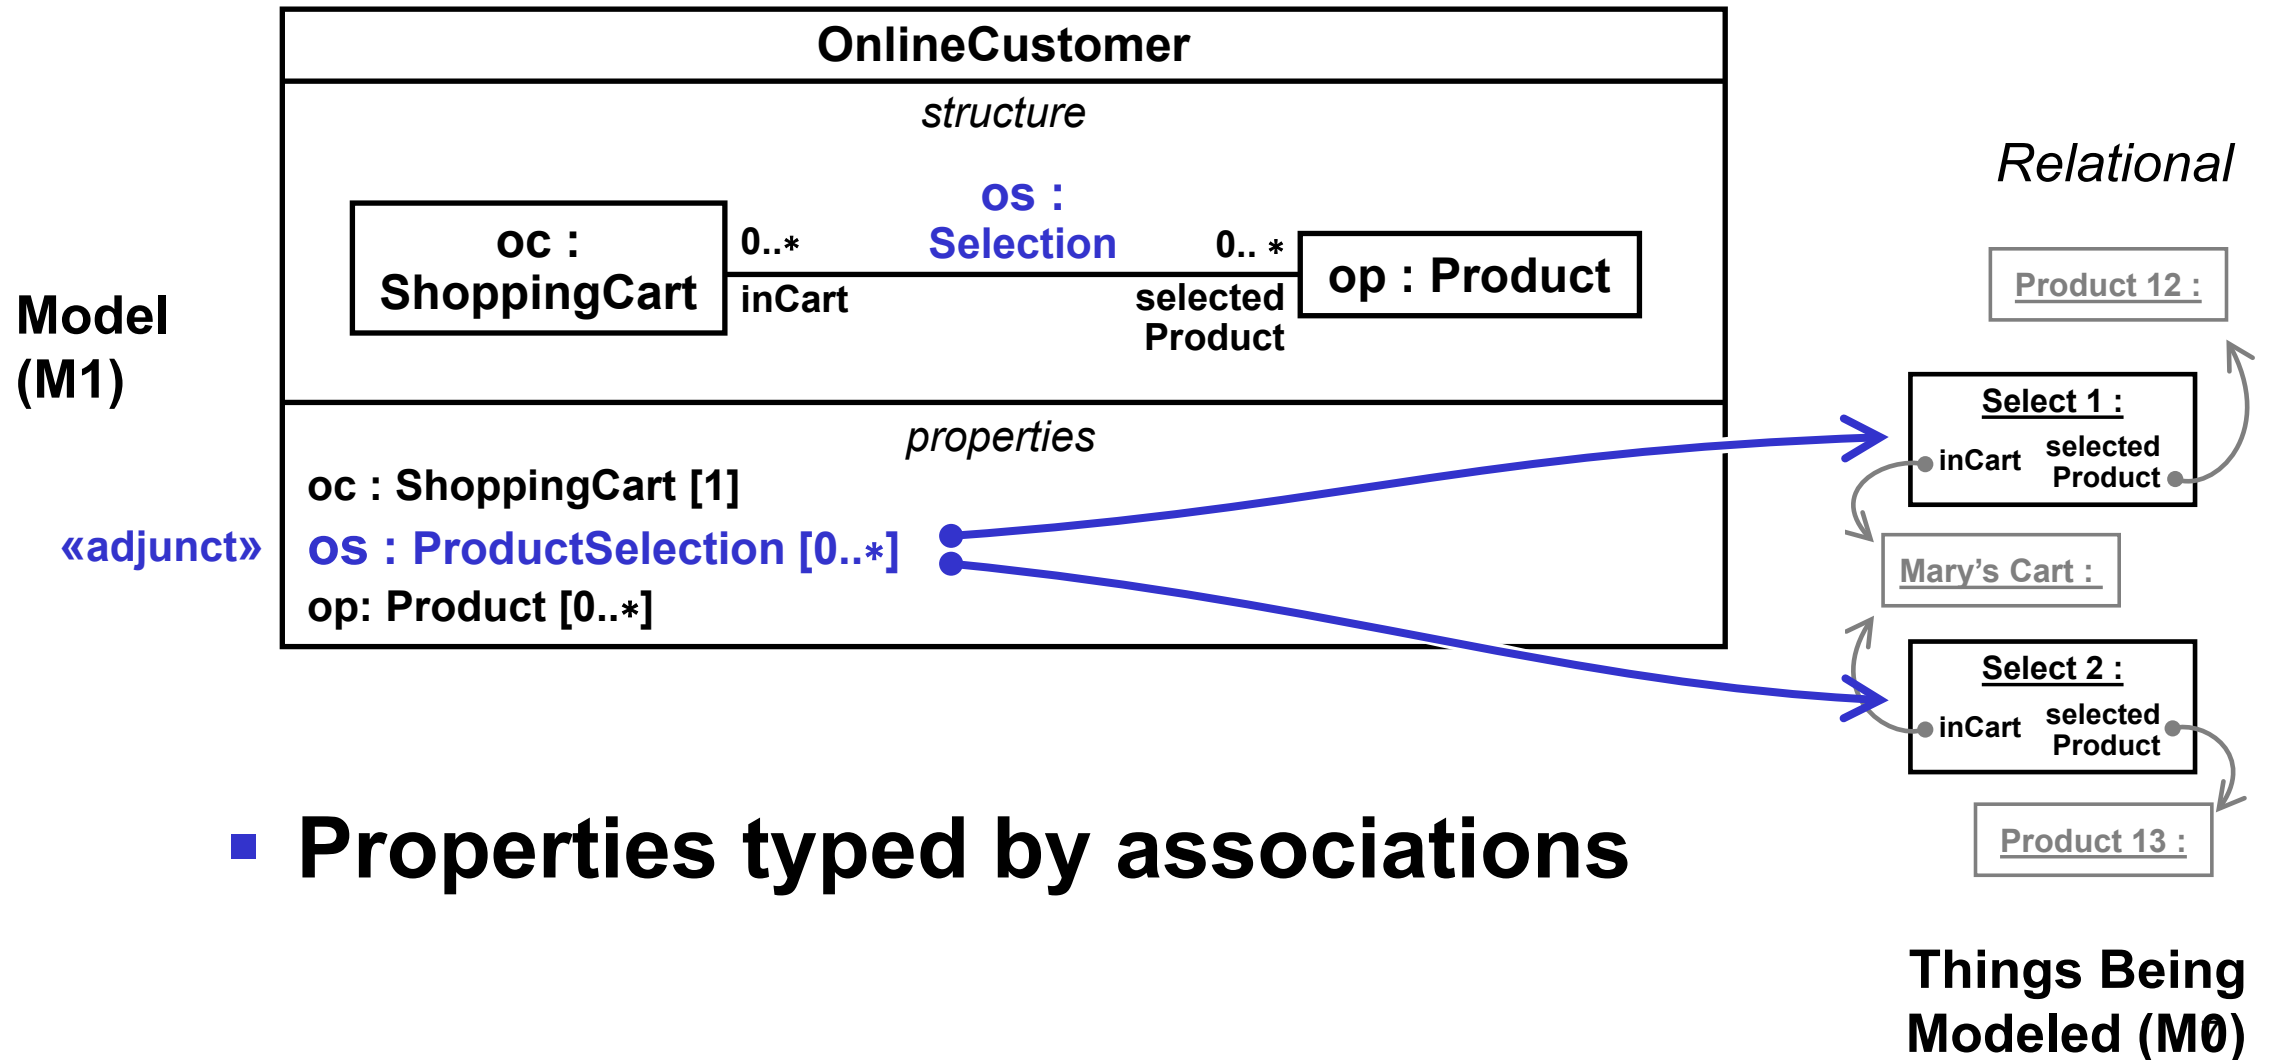 OnlineCustomer
structure
Relational
os :
Selection
oc :
ShoppingCart
0..*
0.. *
op : Product
inCart
selected
Product
Model
(M1)
Product 12 :
Select 1 :
inCart
selected
Product
properties
oc : ShoppingCart [1]
«adjunct»
os : ProductSelection [0..*]
op: Product [0..*]
Mary’s Cart :
Select 2 :
inCart
selected
Product
Product 13 :
▪ Properties typed by associations
Things Being
Modeled (M0)